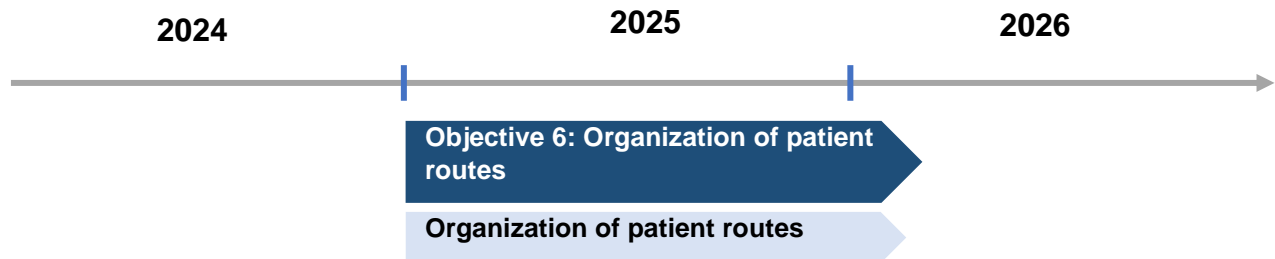 2024
2025
2026
Objective 6: Organization of patient
routes
Organization of patient routes